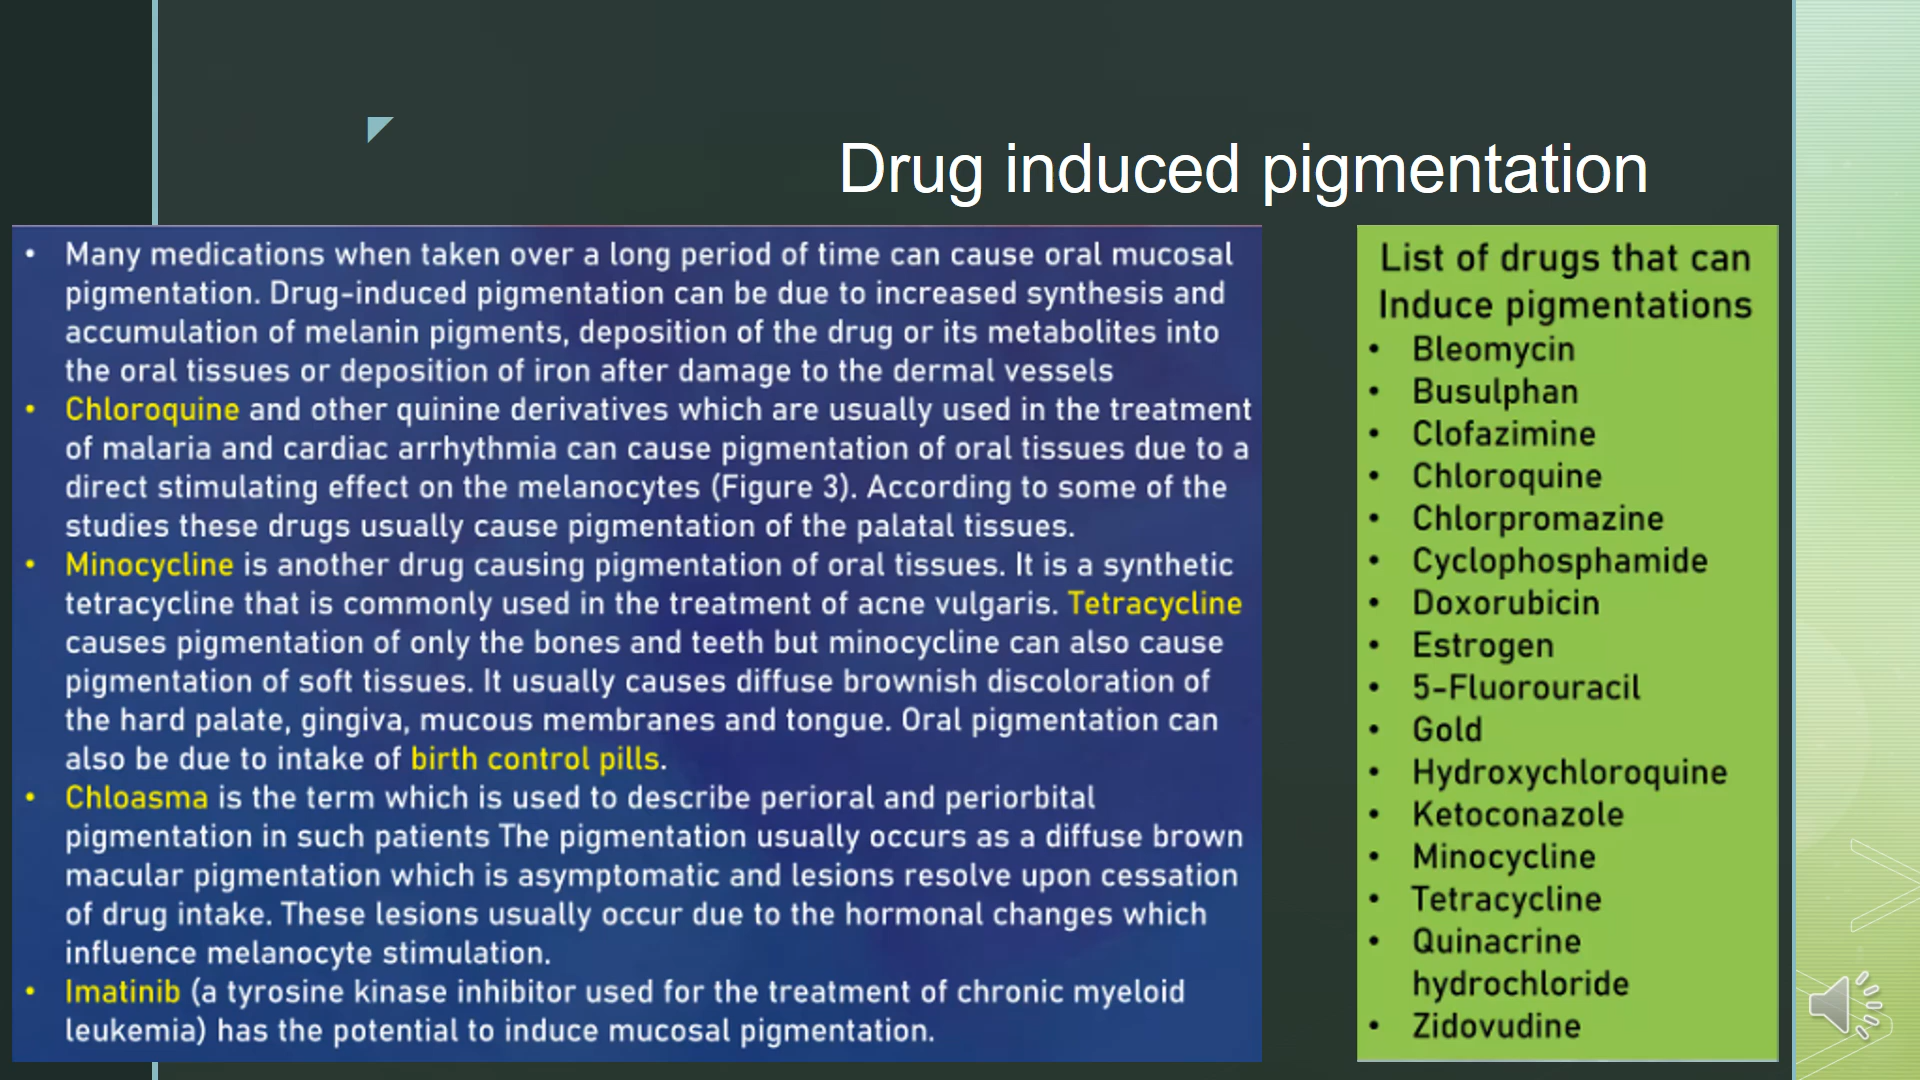 Drug induced pigmentation
• Many medications when taken over a long period of time can cause oral mucosal
pigmentation. Drug-induced pigmentation can be due to increased synthesis and
accumulation of melanin pigments, deposition of the drug or its metabolites into
the oral tissues or deposition of iron after damage to the dermal vessels
• Chloroquine and other quinine derivatives which are usually used in the treatment
of malaria and cardiac arrhythmia can cause pigmentation of oral tissues due to a
direct stimulating effect on the melanocytes (Figure 3). According to some of the
studies these drugs usually cause pigmentation of the palatal tissues.
• Minocycline is another drug causing pigmentation of oral tissues. It is a synthetic
tetracycline that is commonly used in the treatment of acne vulgaris. Tetracycline
causes pigmentation of only the bones and teeth but minocycline can also cause
pigmentation of soft tissues. It usually causes diffuse brownish discoloration of
the hard palate, gingiva, mucous membranes and tongue. Oral pigmentation can
also be due to intake of birth control pills.
• Chloasma is the term which is used to describe perioral and periorbital
pigmentation in such patients The pigmentation usually occurs as a diffuse brown
macular pigmentation which is asymptomatic and lesions resolve upon cessation
of drug intake. These lesions usually occur due to the hormonal changes which
influence melanocyte stimulation.
• Imatinib (a tyrosine kinase inhibitor used for the treatment of chronic myeloid
leukemia) has the potential to induce mucosal pigmentation.
List of drugs that can
Induce pigmentations
• Bleomycin
• Busulphan
• Clofazimine
• Chloroquine
• Chlorpromazine
• Cyclophosphamide
• Doxorubicin
• Estrogen
• 5-Fluorouracil
• Gold
• Hydroxychloroquine
• Ketoconazole
• Minocycline
• Tetracycline
• Quinacrine
hydrochloride
• Zidovudine